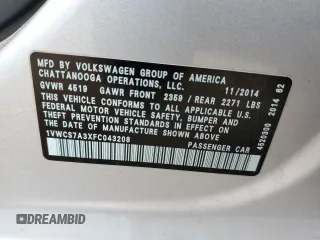 MFD BY VOLKSWAGEN GROUP OF AMERICA
CHATTANOOGA OPERATIONS, LLC. 11/2014
GVWR 4519 GAWR FRONT 2359 / REAR 2271 LBS
THIS VEHICLE CONFORMS TO ALL APPLICABLE U.S.
FEDERAL MOTOR VEHICLE SAFETY, BUMPER, AND
THEFT PREVENTION STANDARDS IN EFFECT ON
THE DATE OF MANUFACTURE SHOWN ABOVE.
1VWCS7A3XFC043208 PASSENGER CAR
4520300 2014 62
DREAMBID